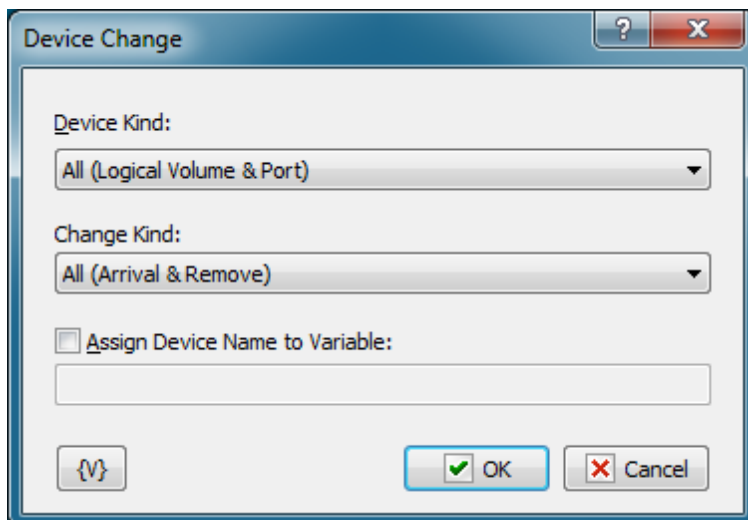 Device Change
?
Device Kind:
All (Logical Volume & Port)
Change Kind:
All (Arrival & Remove)
Assign Device Name to Variable:
{V}
OK
Cancel